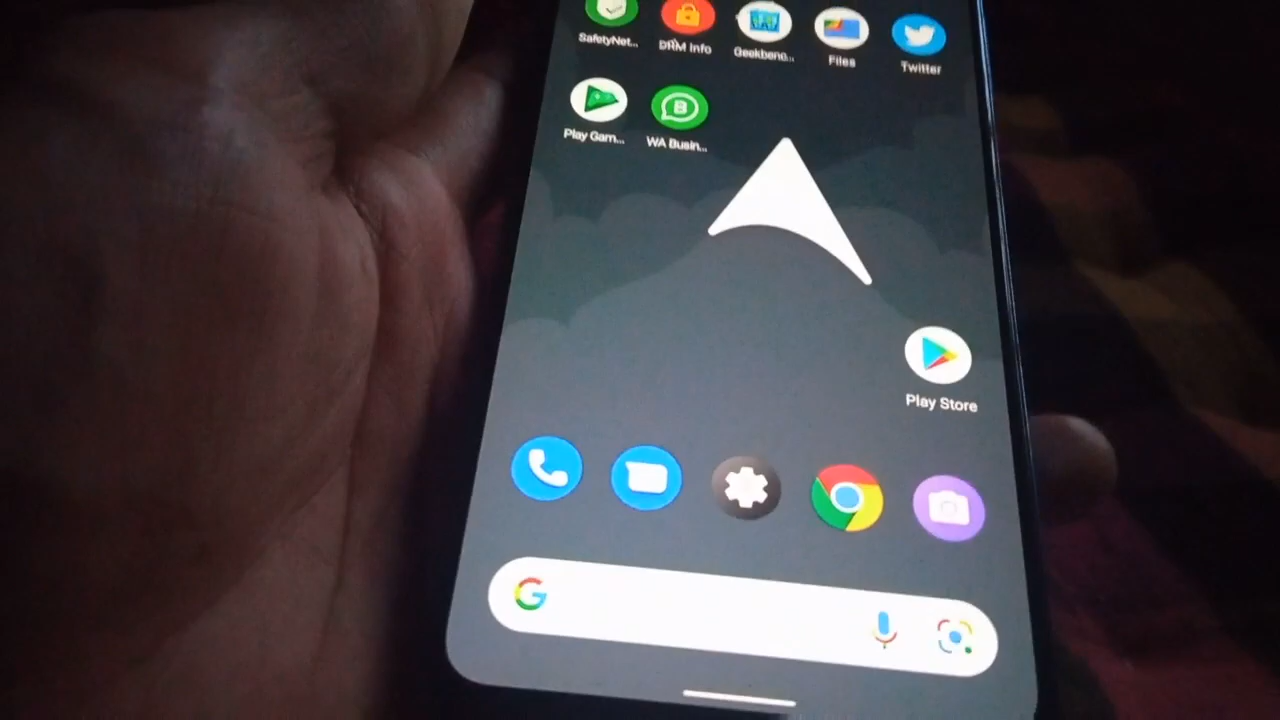 SafetyNet...
DRM Info
Geekbenc...
Files
Twitter
Play Gam...
WA Busin...
Play Store